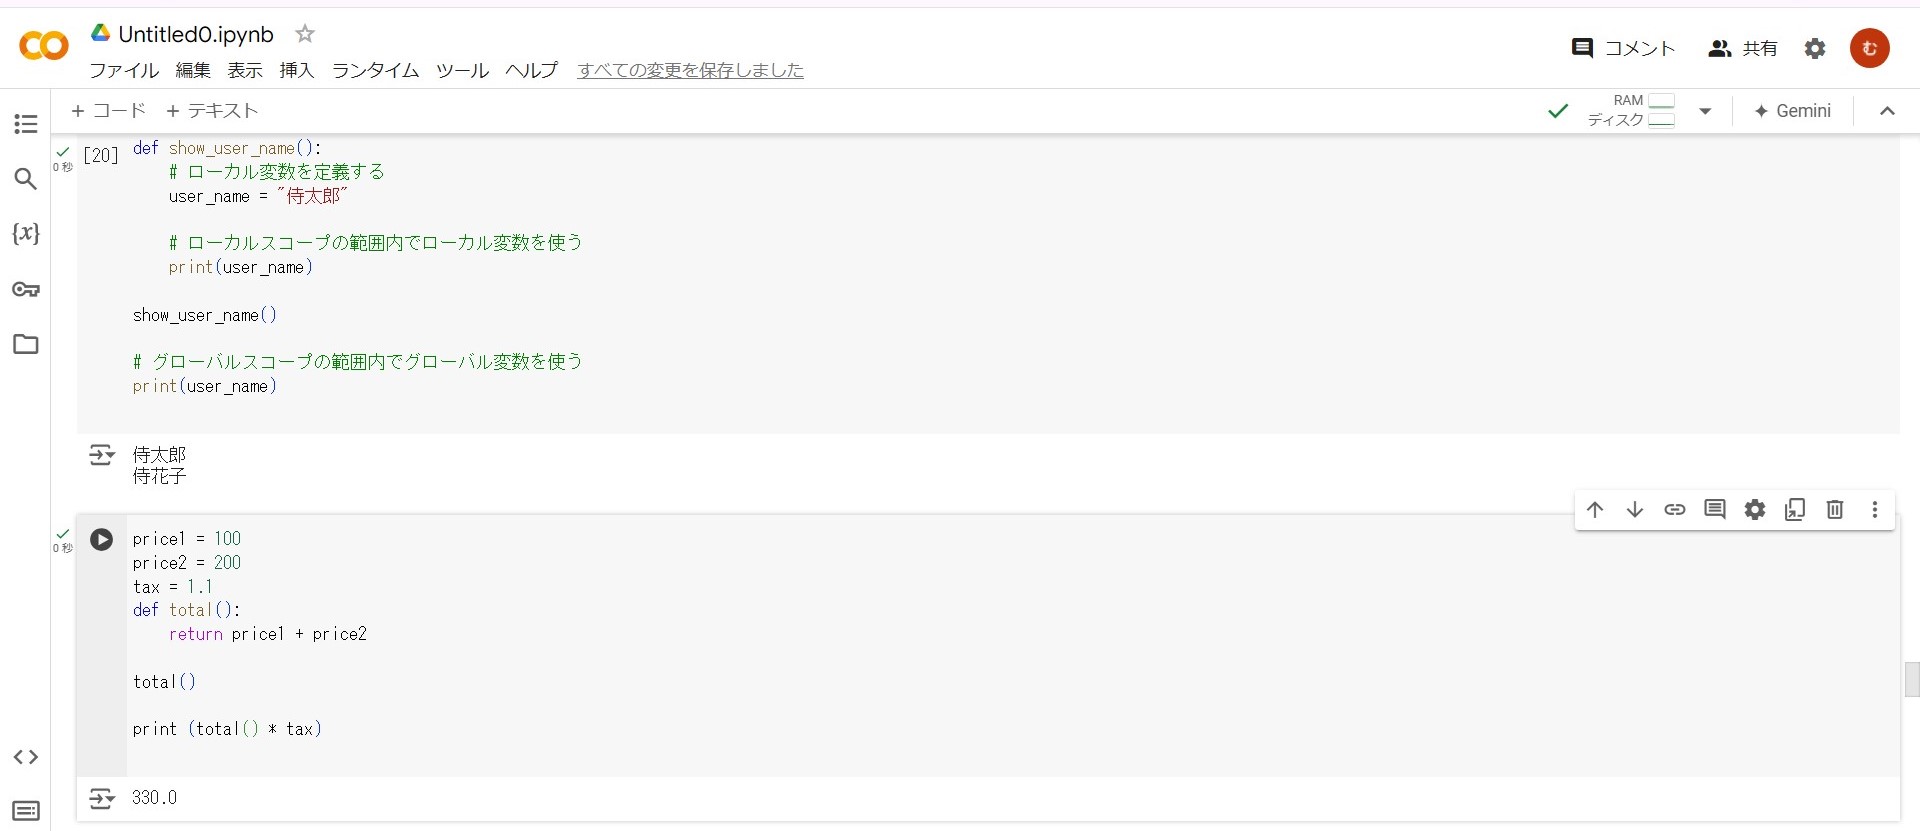 Untitled0.ipynb
コメント
共有
む
ファイル 編集 表示 挿入 ランタイム ツール ヘルプ すべての変更を保存しました
+ コード + テキスト
RAM
ディスク
Gemini
0 秒
[20]
def show_user_name():
# ローカル変数を定義する
user_name = "侍太郎"
# ローカルスコープの範囲内でローカル変数を使う
print(user_name)
show_user_name()
# グローバルスコープの範囲内でグローバル変数を使う
print(user_name)
侍太郎
侍花子
0 秒
price1 = 100
price2 = 200
tax = 1.1
def total():
return price1 + price2
total()
print (total() * tax)
330.0
{x}